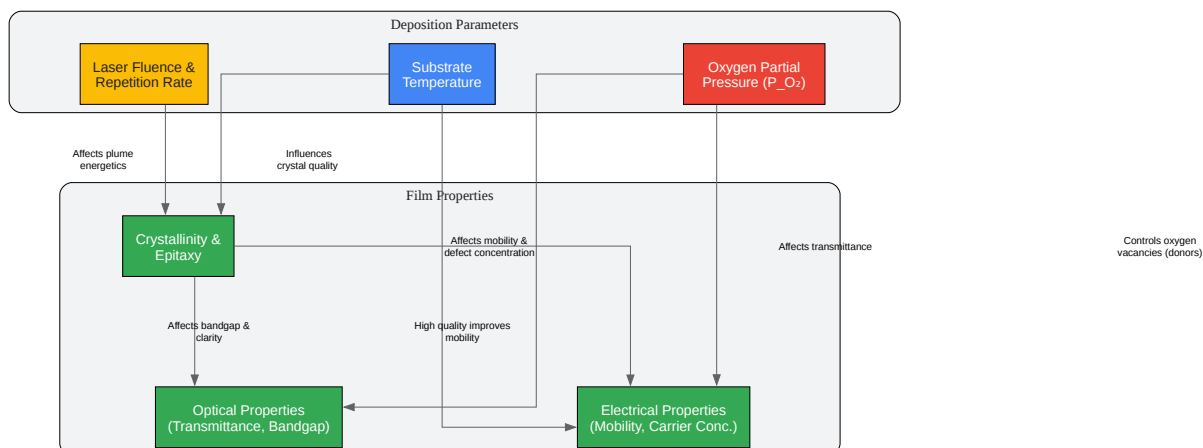 Deposition Parameters
Laser Fluence &
Repetition Rate
Substrate
Temperature
Oxygen Partial
Pressure (P_O₂)
Affects plume
energetics
Influences
crystal quality
Film Properties
Crystallinity &
Epitaxy
Affects mobility &
defect concentration
Affects transmittance
Controls oxygen
vacancies (donors)
Affects bandgap &
clarity
High quality improves
mobility
Optical Properties
(Transmittance, Bandgap)
Electrical Properties
(Mobility, Carrier Conc.)